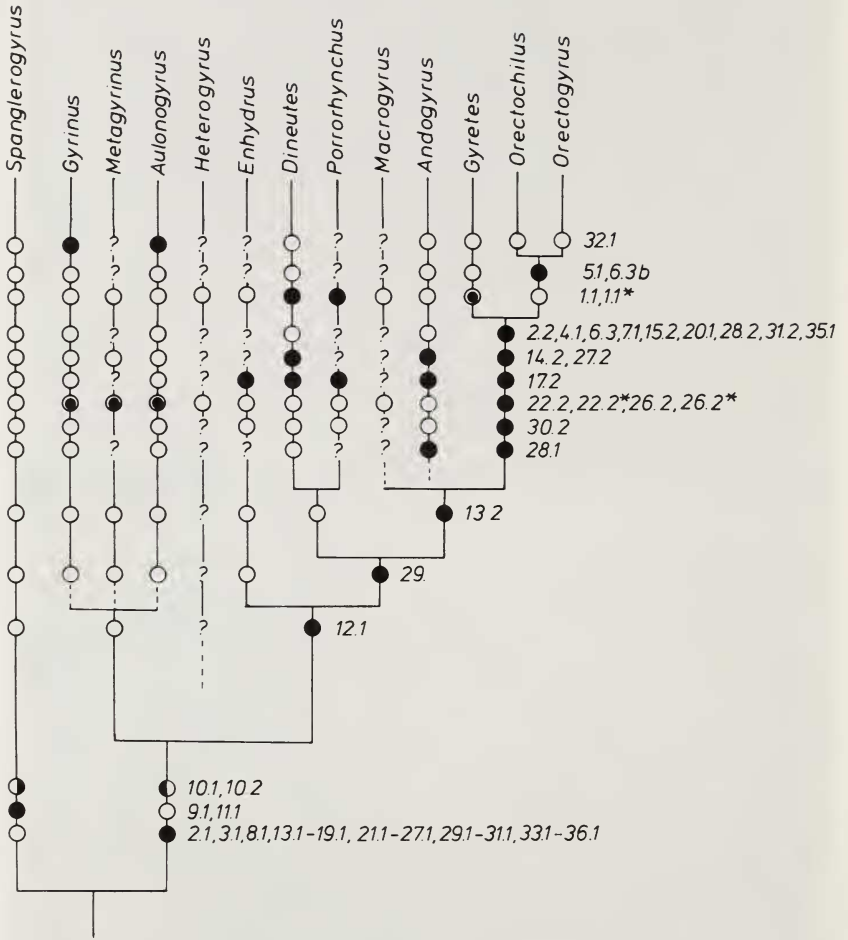 Spanglerogyrus
Gyrinus
Metagyrinus
Aulonogyrus
Heterogyrus
Enhydrus
Dineutes
Porrorhynchus
Macrogyrus
Andogyrus
Gyretes
Orectochilus
Orectogyrus
? ? ? ? ? 32.1
? ? ? ? ? 5.1,6.3b
1.1,1.1*
? ? ? ? ? 2.2,4.1,6.3,7.1,15.2,20.1,28.2,31.2,35.1
? ? ? ? 14.2,27.2
? ? ? 17.2
22.2,22.2*,26.2,26.2*
? ? ? 30.2
? ? ? ? ? 28.1
? 13.2
? 29.
? 12.1
10.1,10.2
9.1,11.1
2.1,3.1,8.1,13.1-19.1, 21.1-27.1,29.1-31.1,33.1-36.1